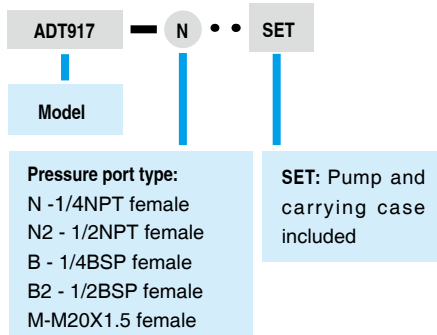 ADT917 — N • • SET
Model
Pressure port type:
N -1/4NPT female
N2 - 1/2NPT female
B - 1/4BSP female
B2 - 1/2BSP female
M-M20X1.5 female
SET: Pump and
carrying case
included